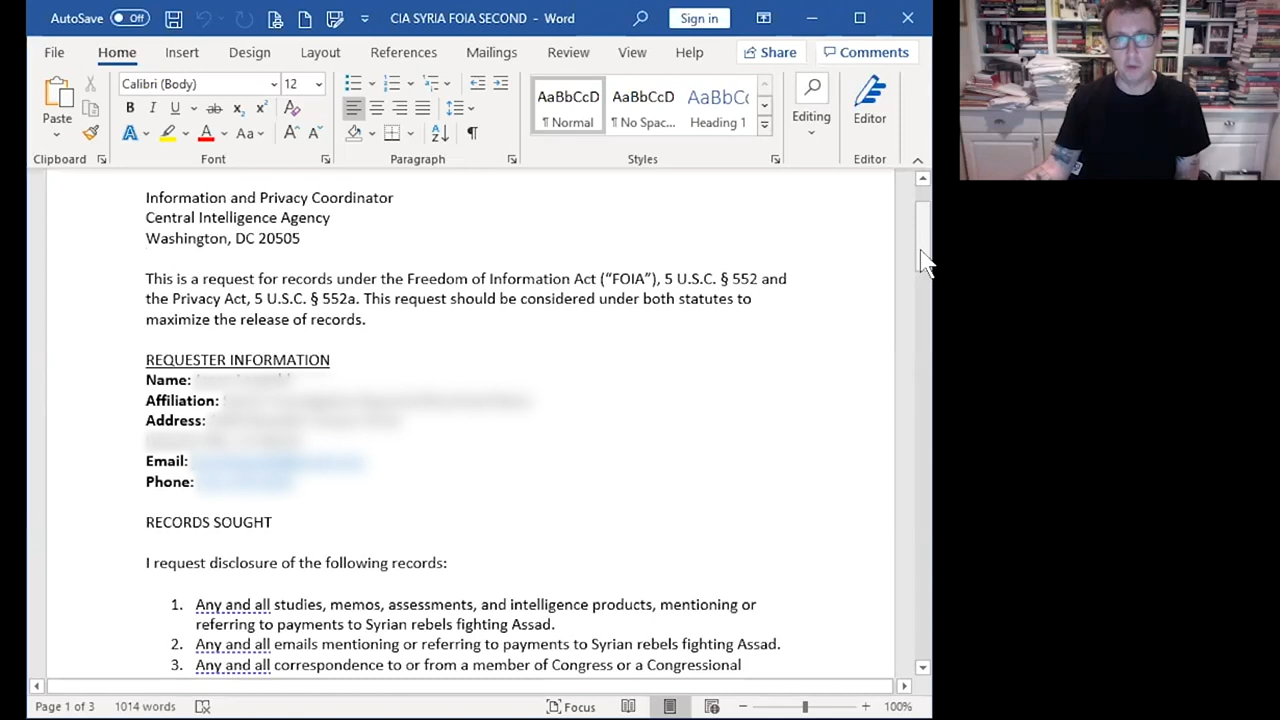 AutoSave Off CIA SYRIA FOIA SECOND - Word Sign in
File Home Insert Design Layout References Mailings Review View Help Share Comments
Paste
Calibri (Body) 12
AaBbCcD AaBbCcD AaBbCc
¶ Normal ¶ No Spac... Heading 1
Editing Editor
Clipboard Font Paragraph Styles Editor
Information and Privacy Coordinator
Central Intelligence Agency
Washington, DC 20505
This is a request for records under the Freedom of Information Act (“FOIA”), 5 U.S.C. § 552 and
the Privacy Act, 5 U.S.C. § 552a. This request should be considered under both statutes to
maximize the release of records.
REQUESTER INFORMATION
Name:
Affiliation:
Address:
Email:
Phone:
RECORDS SOUGHT
I request disclosure of the following records:
1. Any and all studies, memos, assessments, and intelligence products, mentioning or
referring to payments to Syrian rebels fighting Assad.
2. Any and all emails mentioning or referring to payments to Syrian rebels fighting Assad.
3. Any and all correspondence to or from a member of Congress or a Congressional
Page 1 of 3 1014 words Focus 100%